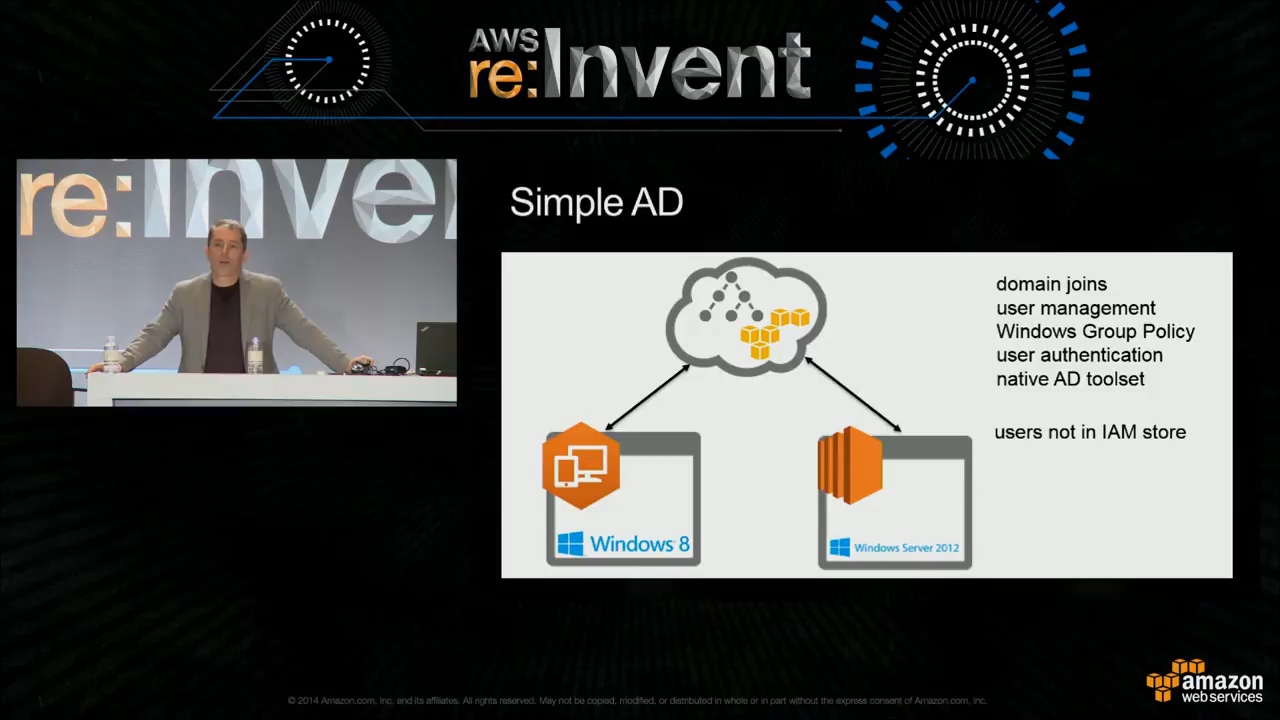 AWS
re:Invent
re:Invent
Simple AD
domain joins
user management
Windows Group Policy
user authentication
native AD toolset
users not in IAM store
Windows 8
Windows Server 2012
© 2014 Amazon.com, Inc. and its affiliates. All rights reserved. May not be copied, modified, or distributed in whole or in part without the express consent of Amazon.com, Inc.
amazon
web services